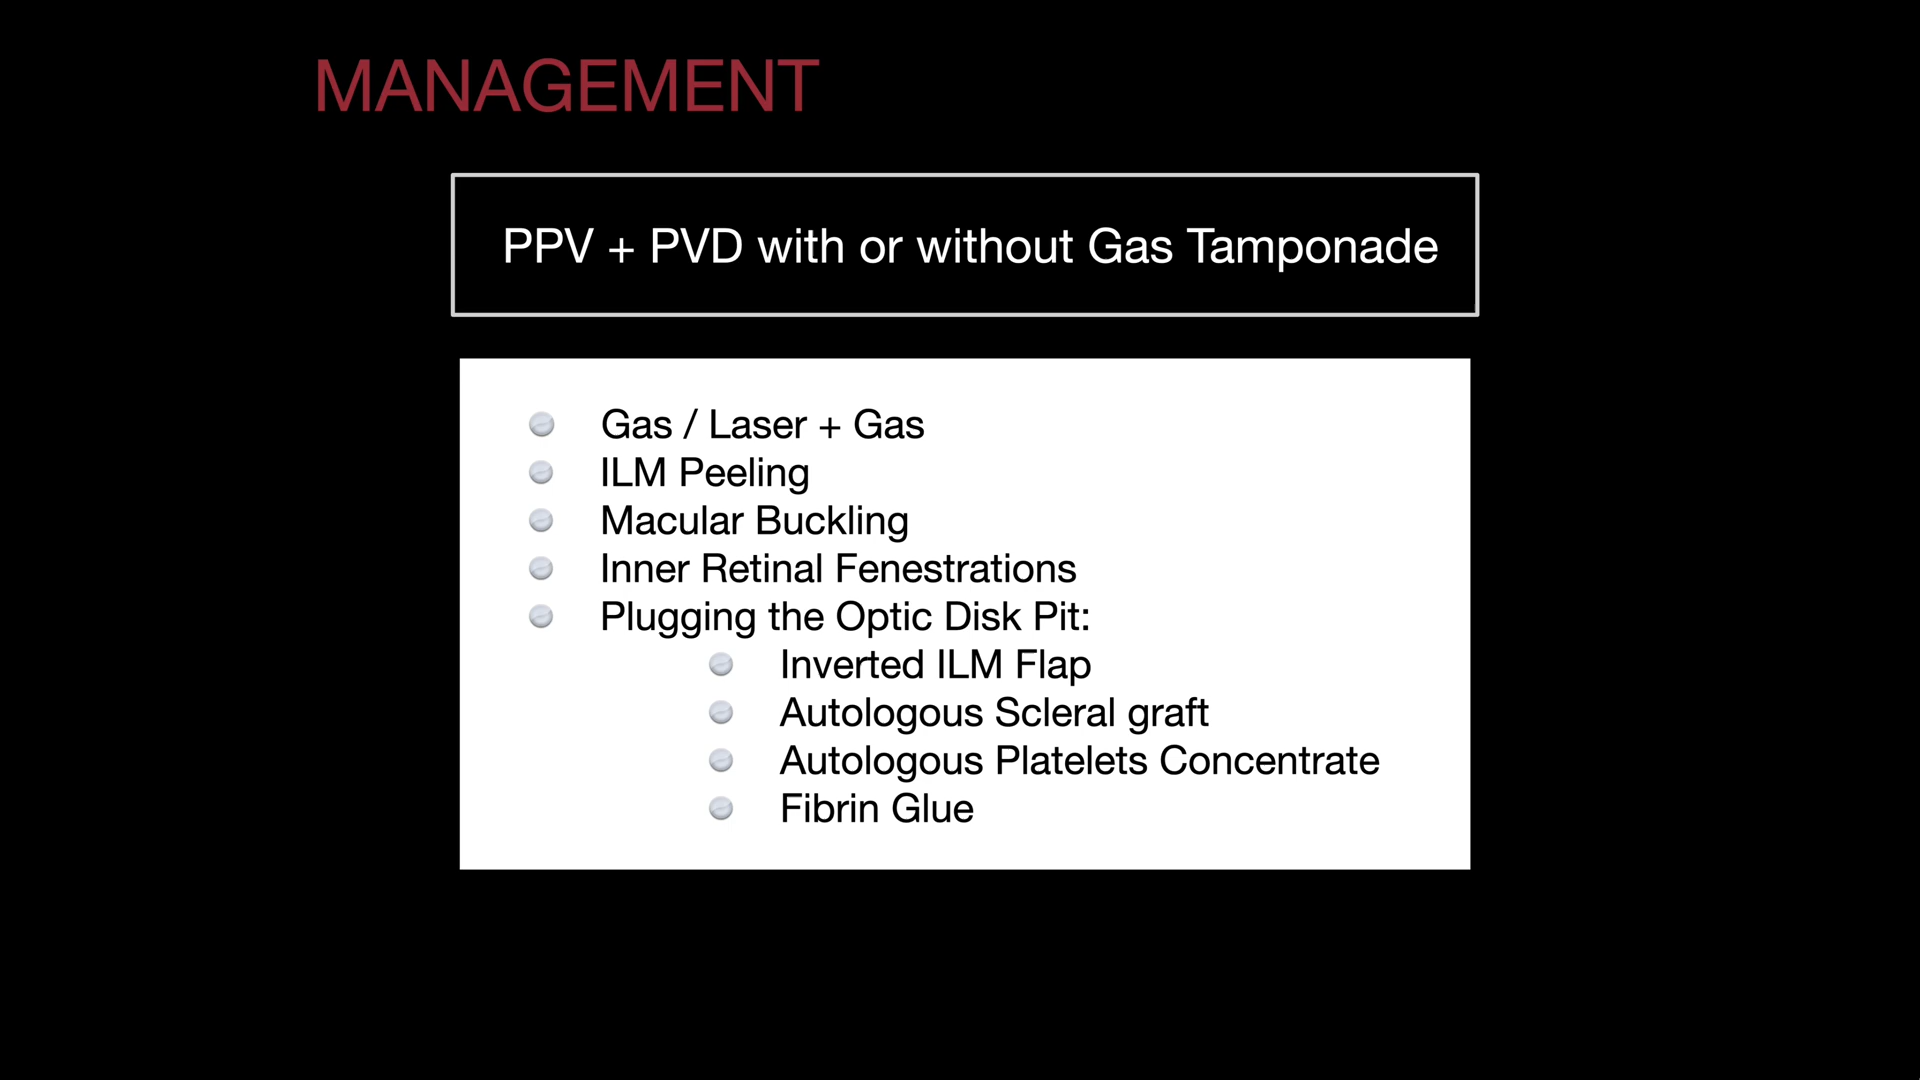 MANAGEMENT
PPV + PVD with or without Gas Tamponade
Gas / Laser + Gas
ILM Peeling
Macular Buckling
Inner Retinal Fenestrations
Plugging the Optic Disk Pit:
Inverted ILM Flap
Autologous Scleral graft
Autologous Platelets Concentrate
Fibrin Glue